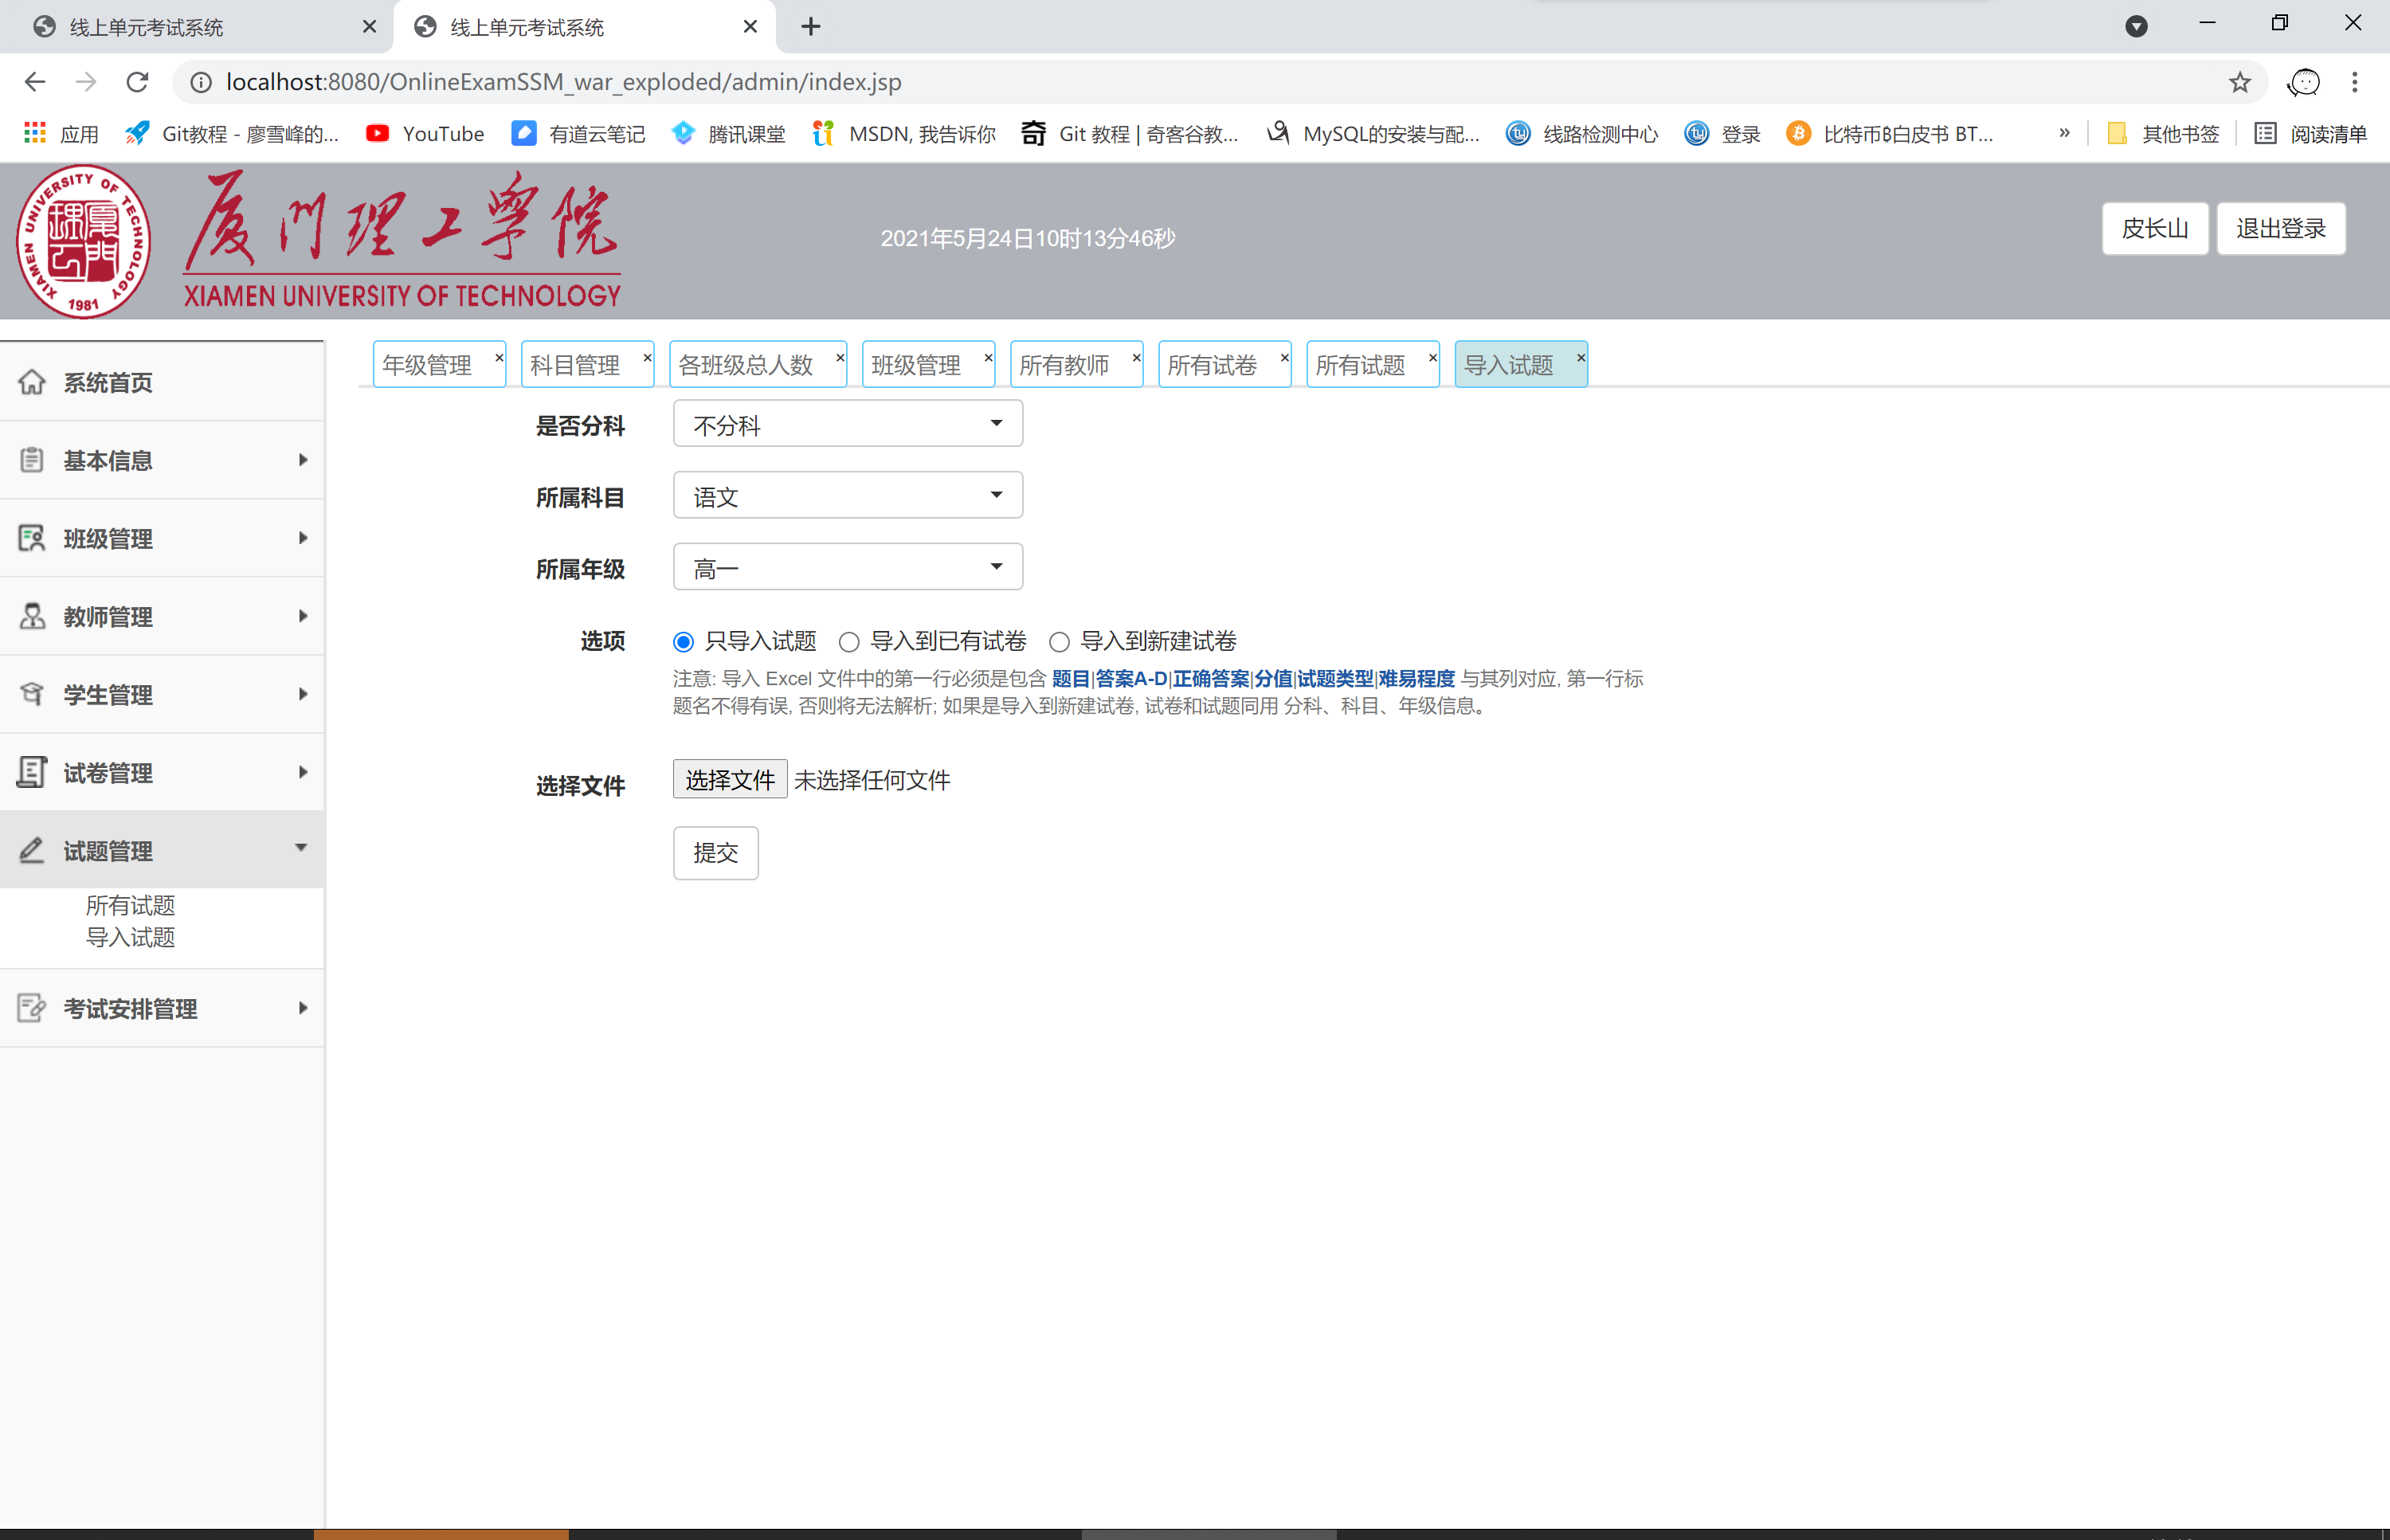 线上单元考试系统
线上单元考试系统
localhost:8080/OnlineExamSSM_war_exploded/admin/index.jsp
应用 Git教程 - 廖雪峰的... YouTube 有道云笔记 腾讯课堂 MSDN, 我告诉你 Git 教程 | 奇客谷教... MySQL的安装与配... 线路检测中心 登录 比特币฿白皮书 BT... » 其他书签 阅读清单
UNIVERSITY OF TECHNOLOGY
XIAMEN
1981
厦门理工学院
XIAMEN UNIVERSITY OF TECHNOLOGY
2021年5月24日10时13分46秒
皮长山 退出登录
年级管理 科目管理 各班级总人数 班级管理 所有教师 所有试卷 所有试题 导入试题
系统首页
基本信息
班级管理
教师管理
学生管理
试卷管理
试题管理
所有试题
导入试题
考试安排管理
是否分科 不分科
所属科目 语文
所属年级 高一
选项 只导入试题 导入到已有试卷 导入到新建试卷
注意: 导入 Excel 文件中的第一行必须是包含 题目|答案A-D|正确答案|分值|试题类型|难易程度 与其列对应, 第一行标
题名不得有误, 否则将无法解析; 如果是导入到新建试卷, 试卷和试题同用 分科、科目、年级信息。
选择文件 选择文件 未选择任何文件
提交